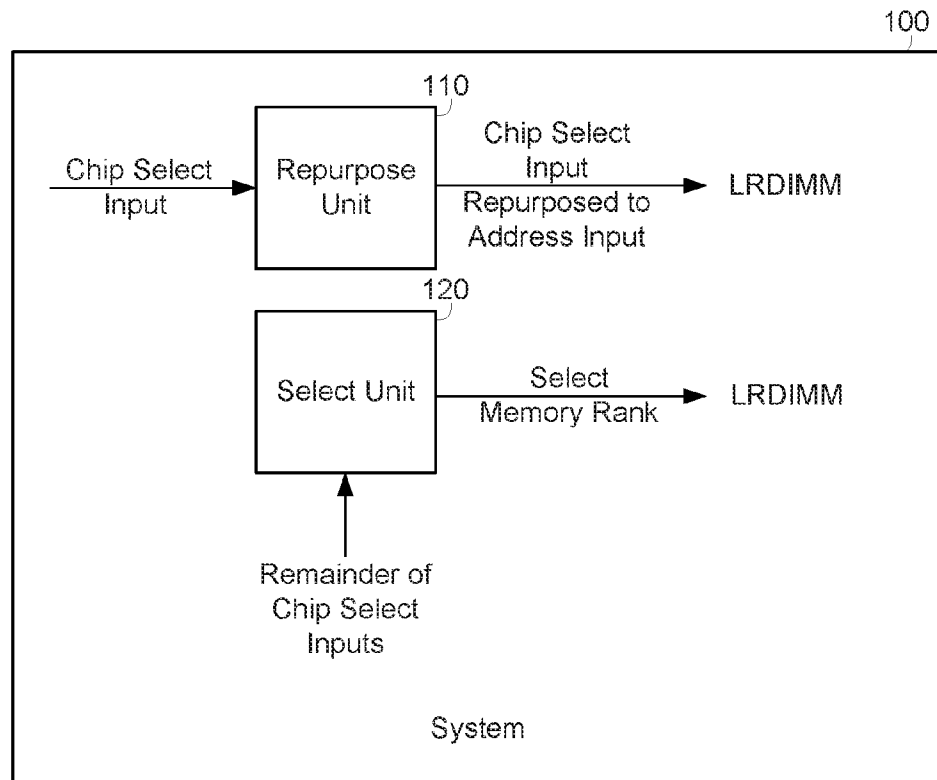 100
110
Chip Select
Input
Repurpose
Unit
Chip Select
Input
Repurposed to
Address Input
LRDIMM
120
Select Unit
Select
Memory Rank
LRDIMM
Remainder of
Chip Select
Inputs
System